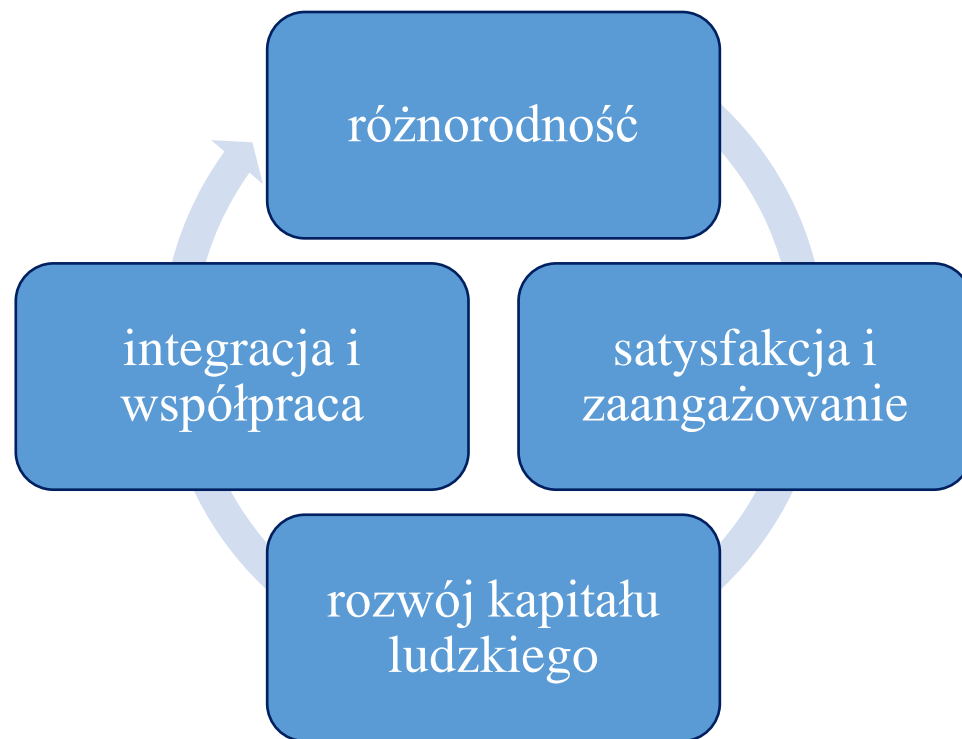 różnorodność
integracja i
współpraca
satysfakcja i
zaangażowanie
rozwój kapitału
ludzkiego